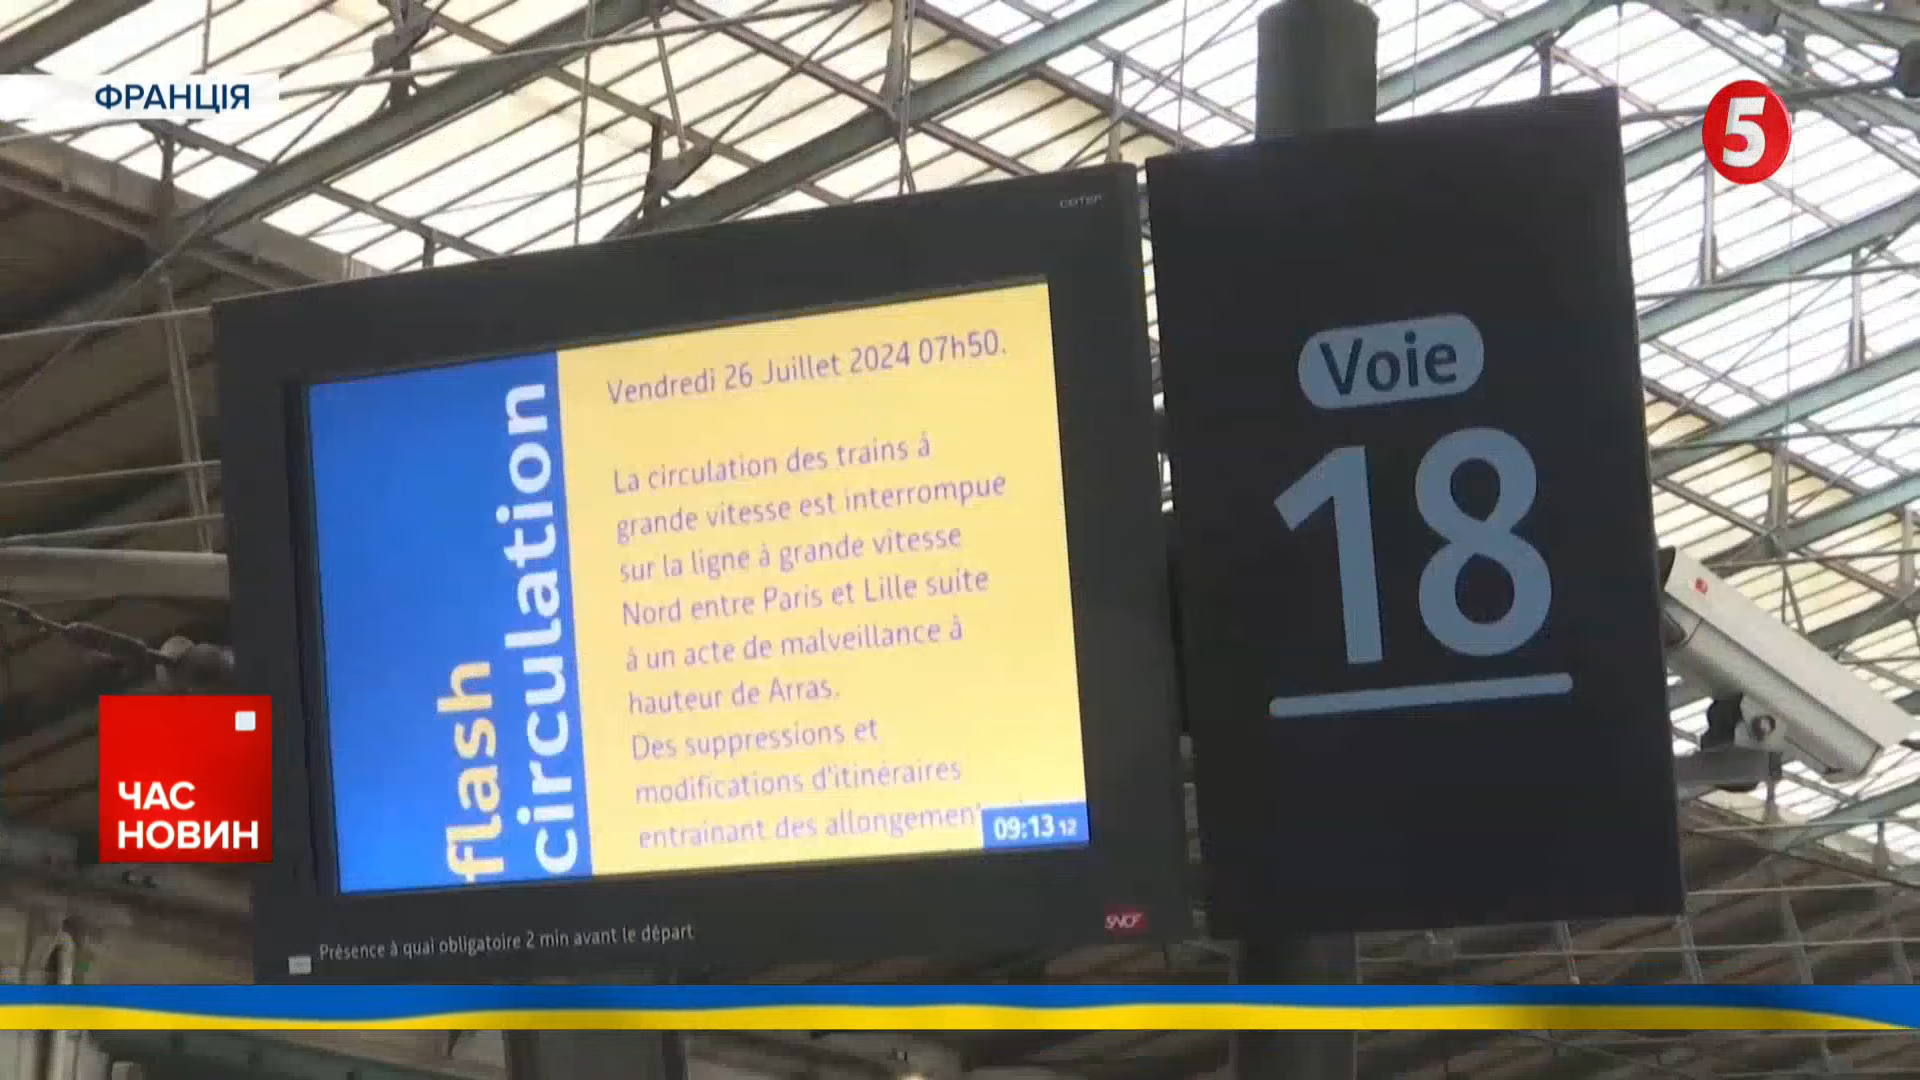 ФРАНЦІЯ
5
Vendredi 26 Juillet 2024 07h50.
La circulation des trains à
grande vitesse est interrompue
sur la ligne à grande vitesse
Nord entre Paris et Lille suite
à un acte de malveillance à
hauteur de Arras.
Des suppressions et
modifications d'itinéraires
entrainant des allongemen
09:13 12
flash
circulation
Voie
18
ЧАС
НОВИН
SNCF
Présence à quai obligatoire 2 min avant le départ